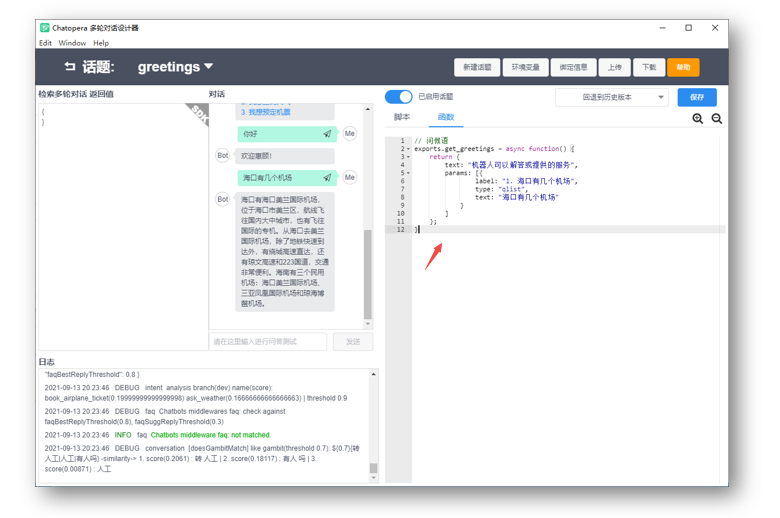 Chatopera 多轮对话设计器
Edit Window Help
话题: greetings
新建话题 环境变量 绑定信息 上传 下载 帮助
检索多轮对话 返回值
{
}
SDK
对话
3. 我想预定机票
你好
Me
Bot
欢迎惠顾!
海口有几个机场
Me
Bot
海口有海口美兰国际机场,
位于海口市美兰区, 航线飞
往国内大中城市, 也有飞往
国际的专机。从海口去美兰
国际机场, 除了地铁快速到
达外, 有绕城高速直达, 还
有琼文高速和223国道, 交通
非常便利。海南有三个民用
机场: 海口美兰国际机场、
三亚凤凰国际机场和琼海博
鳌机场。
请在这里输入进行问答测试
发送
已启用话题
回退到历史版本
保存
脚本 函数
1 // 问候语
2 exports.get_greetings = async function() {
3 return {
4 text: "机器人可以解答或提供的服务",
5 params: [{
6 label: "1. 海口有几个机场",
7 type: "qlist",
8 text: "海口有几个机场"
9 }
10 ]
11 };
12 }
日志
"faqBestReplyThreshold": 0.8 }
2021-09-13 20:23:46 DEBUG intent analysis branch(dev) name(score):
book_airplane_ticket(0.19999999999999998) ask_weather(0.16666666666666663) | threshold 0.9
2021-09-13 20:23:46 DEBUG faq Chatbots middlewares faq: check against
faqBestReplyThreshold(0.8), faqSuggReplyThreshold(0.3)
2021-09-13 20:23:46 INFO faq Chatbots middleware faq: not matched.
2021-09-13 20:23:46 DEBUG conversation [doesGambitMatch] like gambit(threshold 0.7): ${0.7}{转
人工|人工|有人吗} -similarity-> 1. score(0.2061) : 转 人工 | 2. score(0.18117) : 有人 吗 | 3.
score(0.00871) : 人工